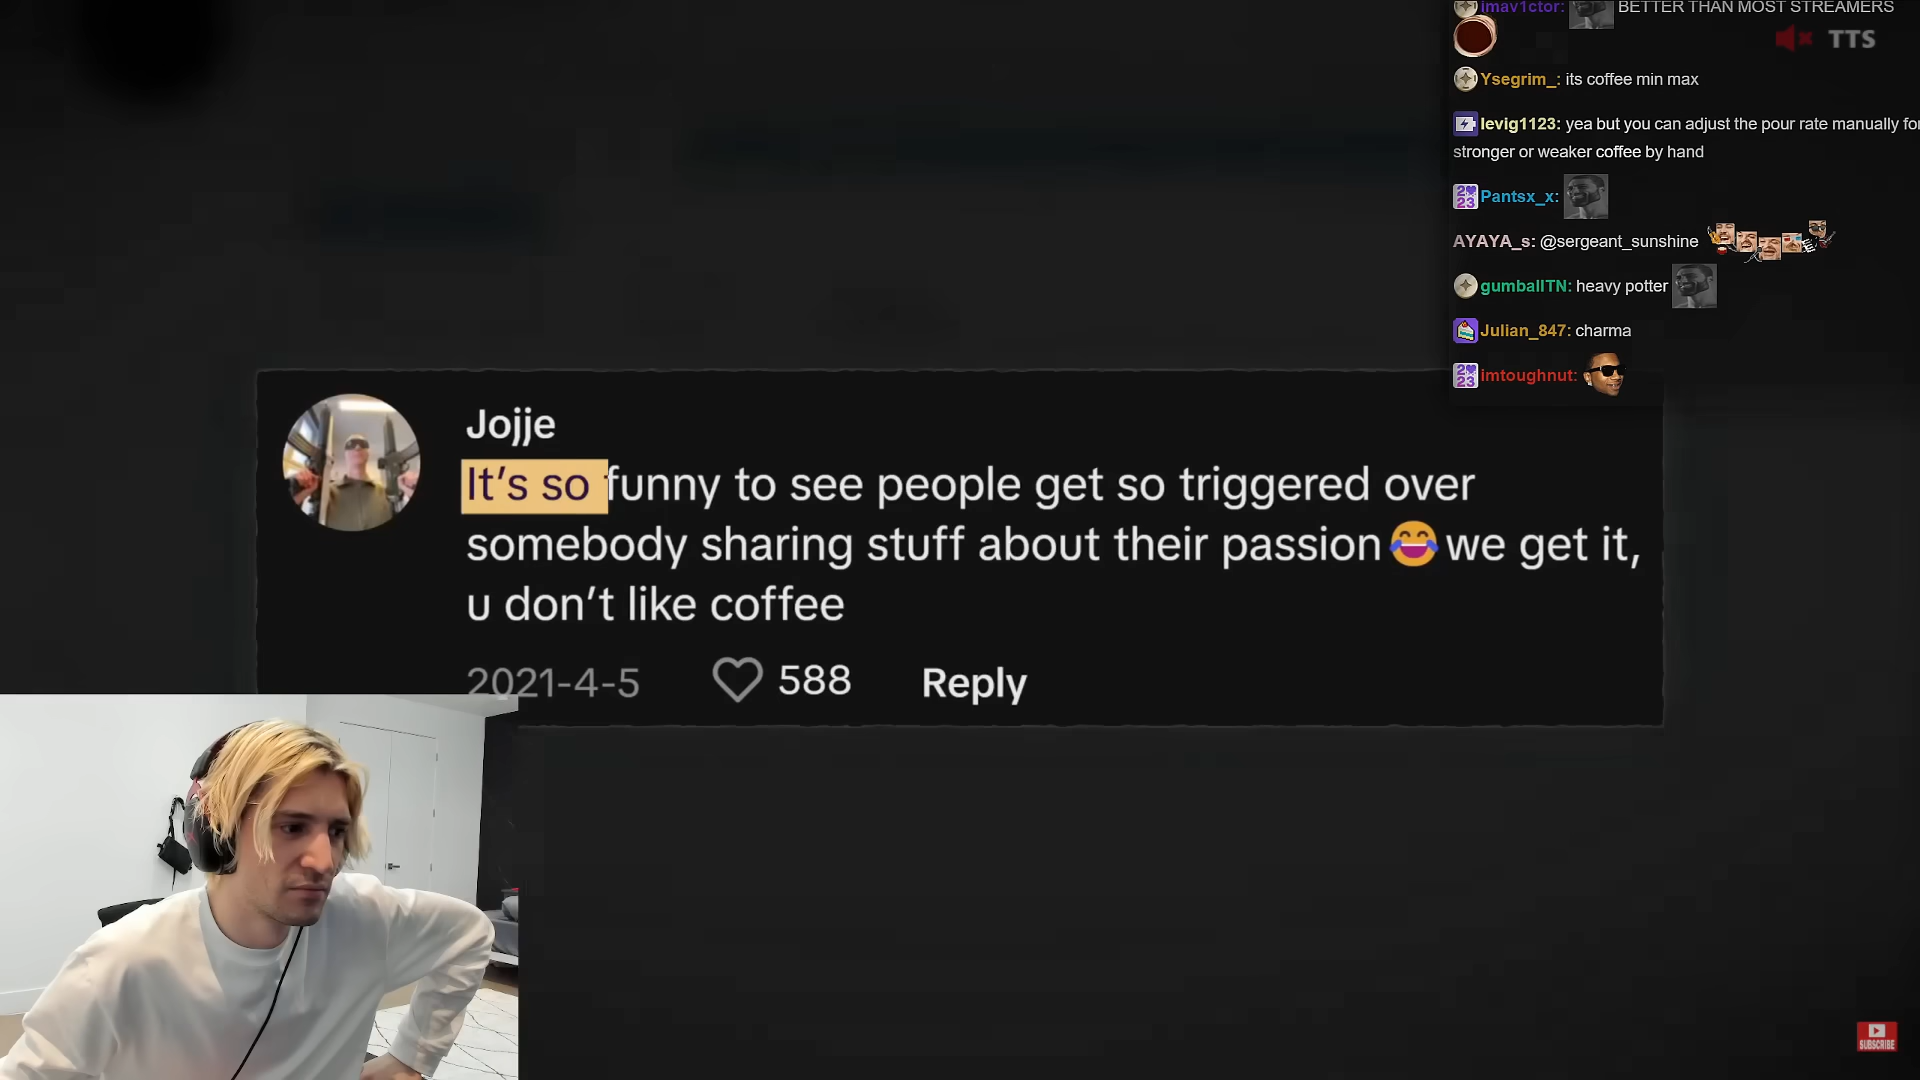 imav1ctor: BETTER THAN MOST STREAMERS
TTS
Ysegrim_: its coffee min max
levig1123: yea but you can adjust the pour rate manually for
stronger or weaker coffee by hand
Pantsx_x:
AYAYA_s: @sergeant_sunshine
gumballTN: heavy potter
Julian_847: charma
imtoughnut:
Jojje
It's so funny to see people get so triggered over
somebody sharing stuff about their passion😂we get it,
u don't like coffee
2021-4-5 588 Reply
SUBSCRIBE